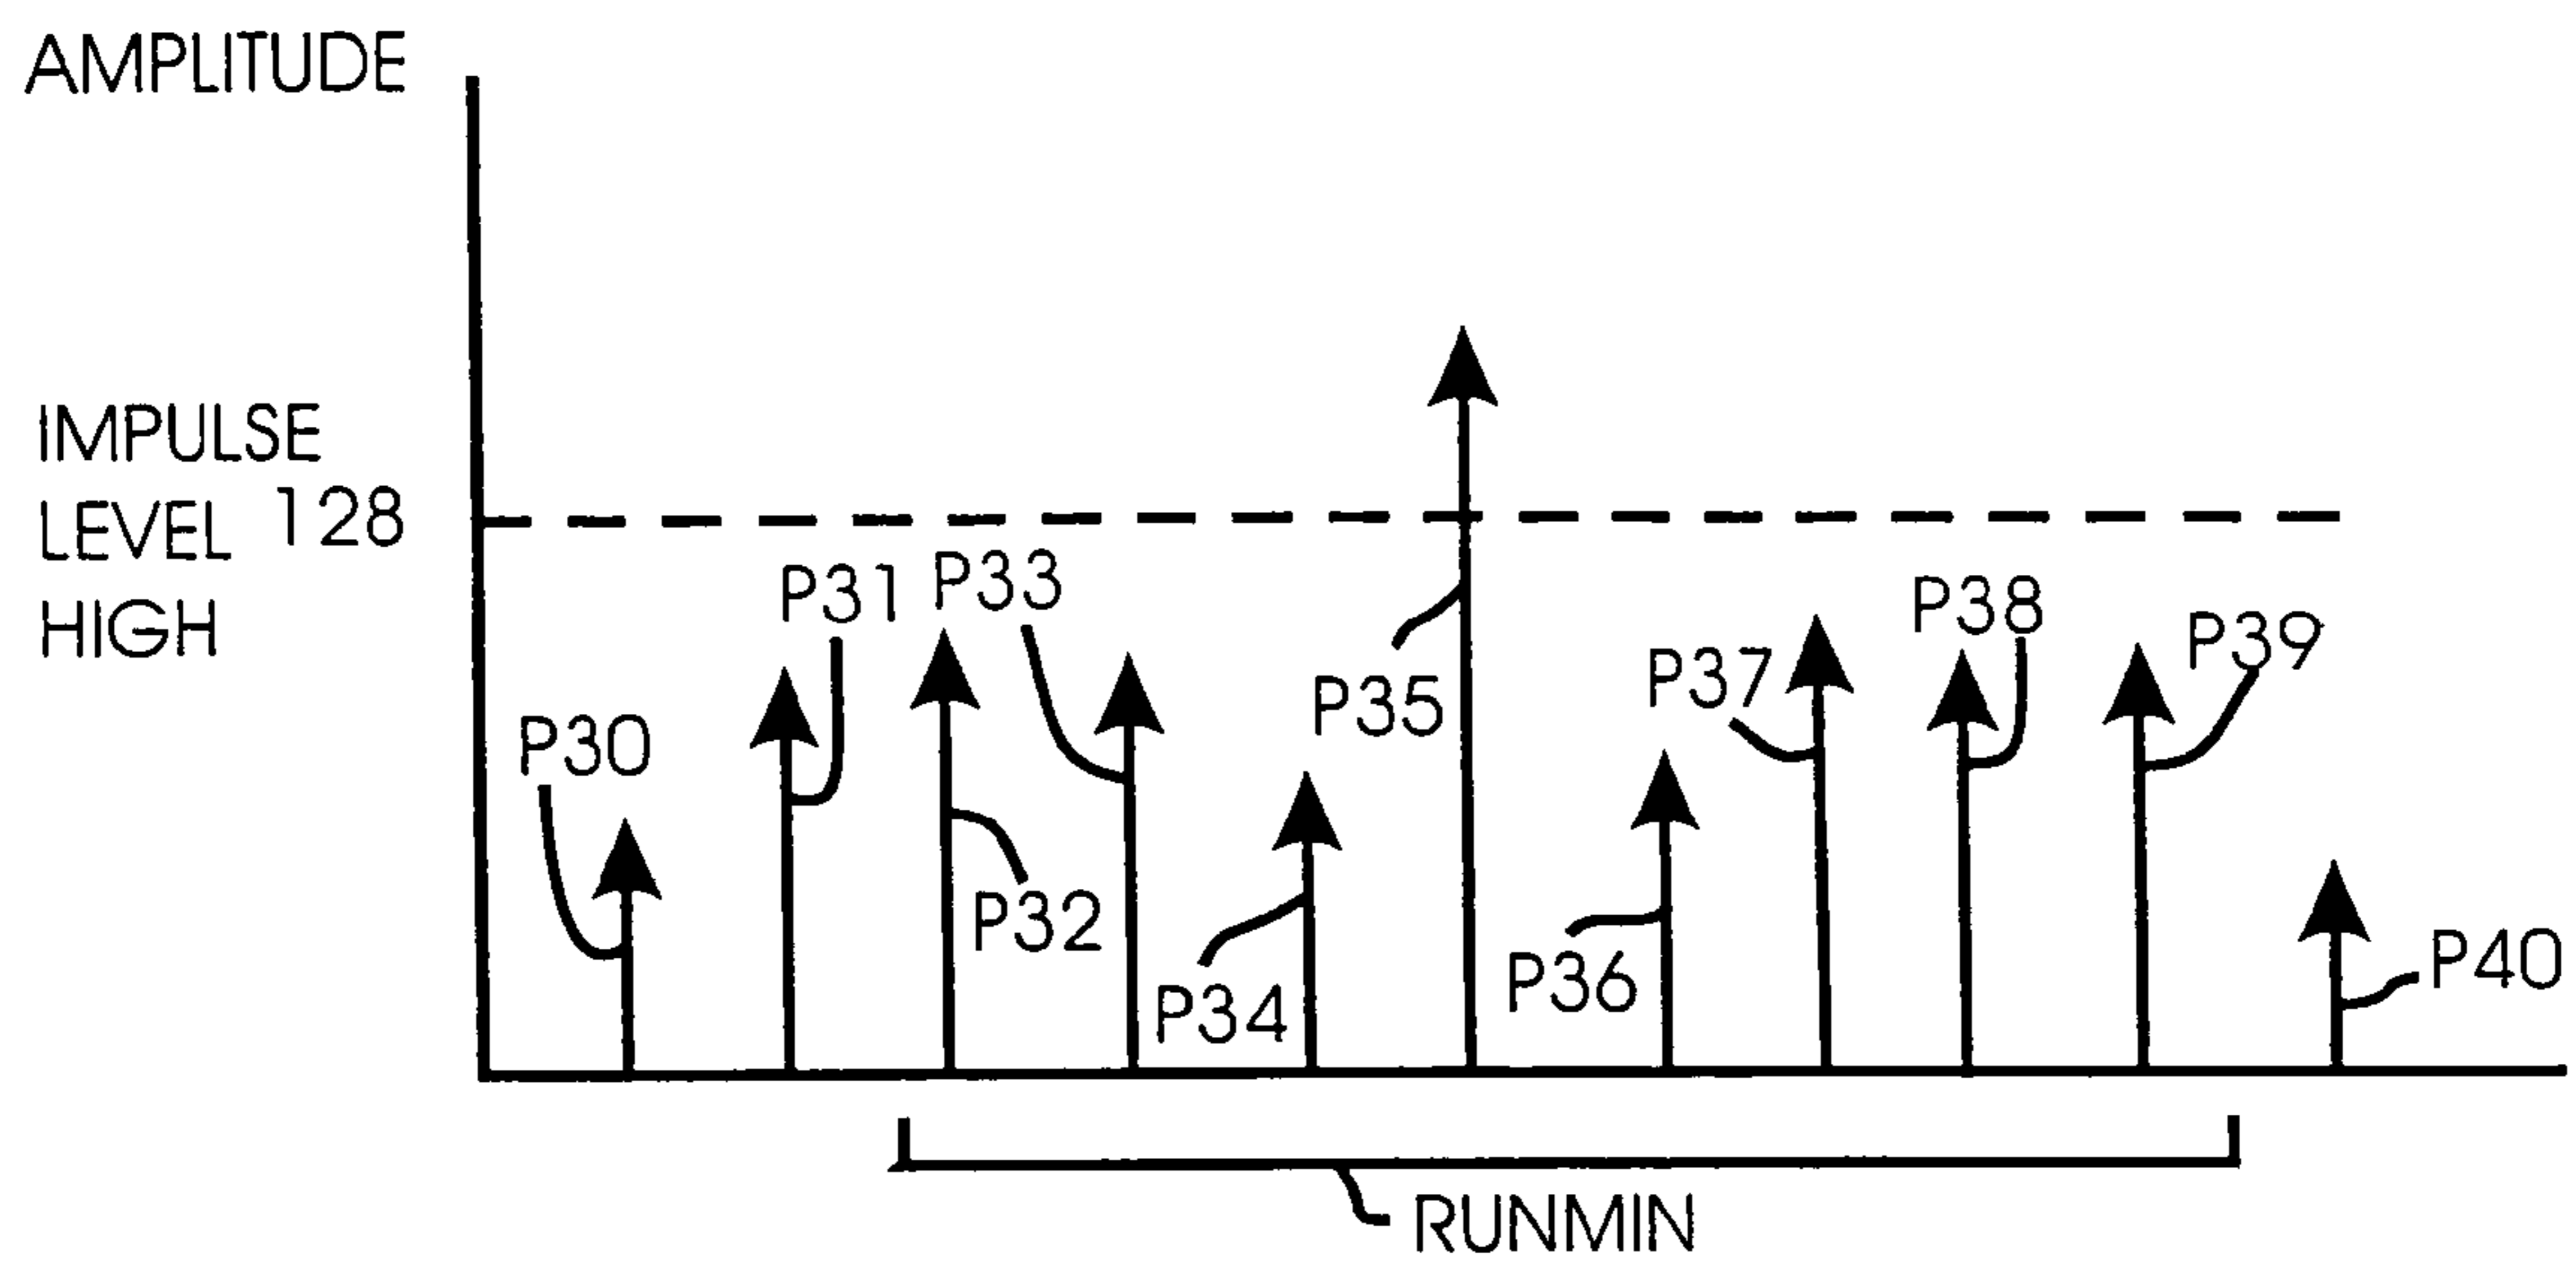 AMPLITUDE
IMPULSE
LEVEL 128
HIGH
P30
P31
P33
P32
P34
P35
P36
P37
P38
P39
P40
RUNMIN